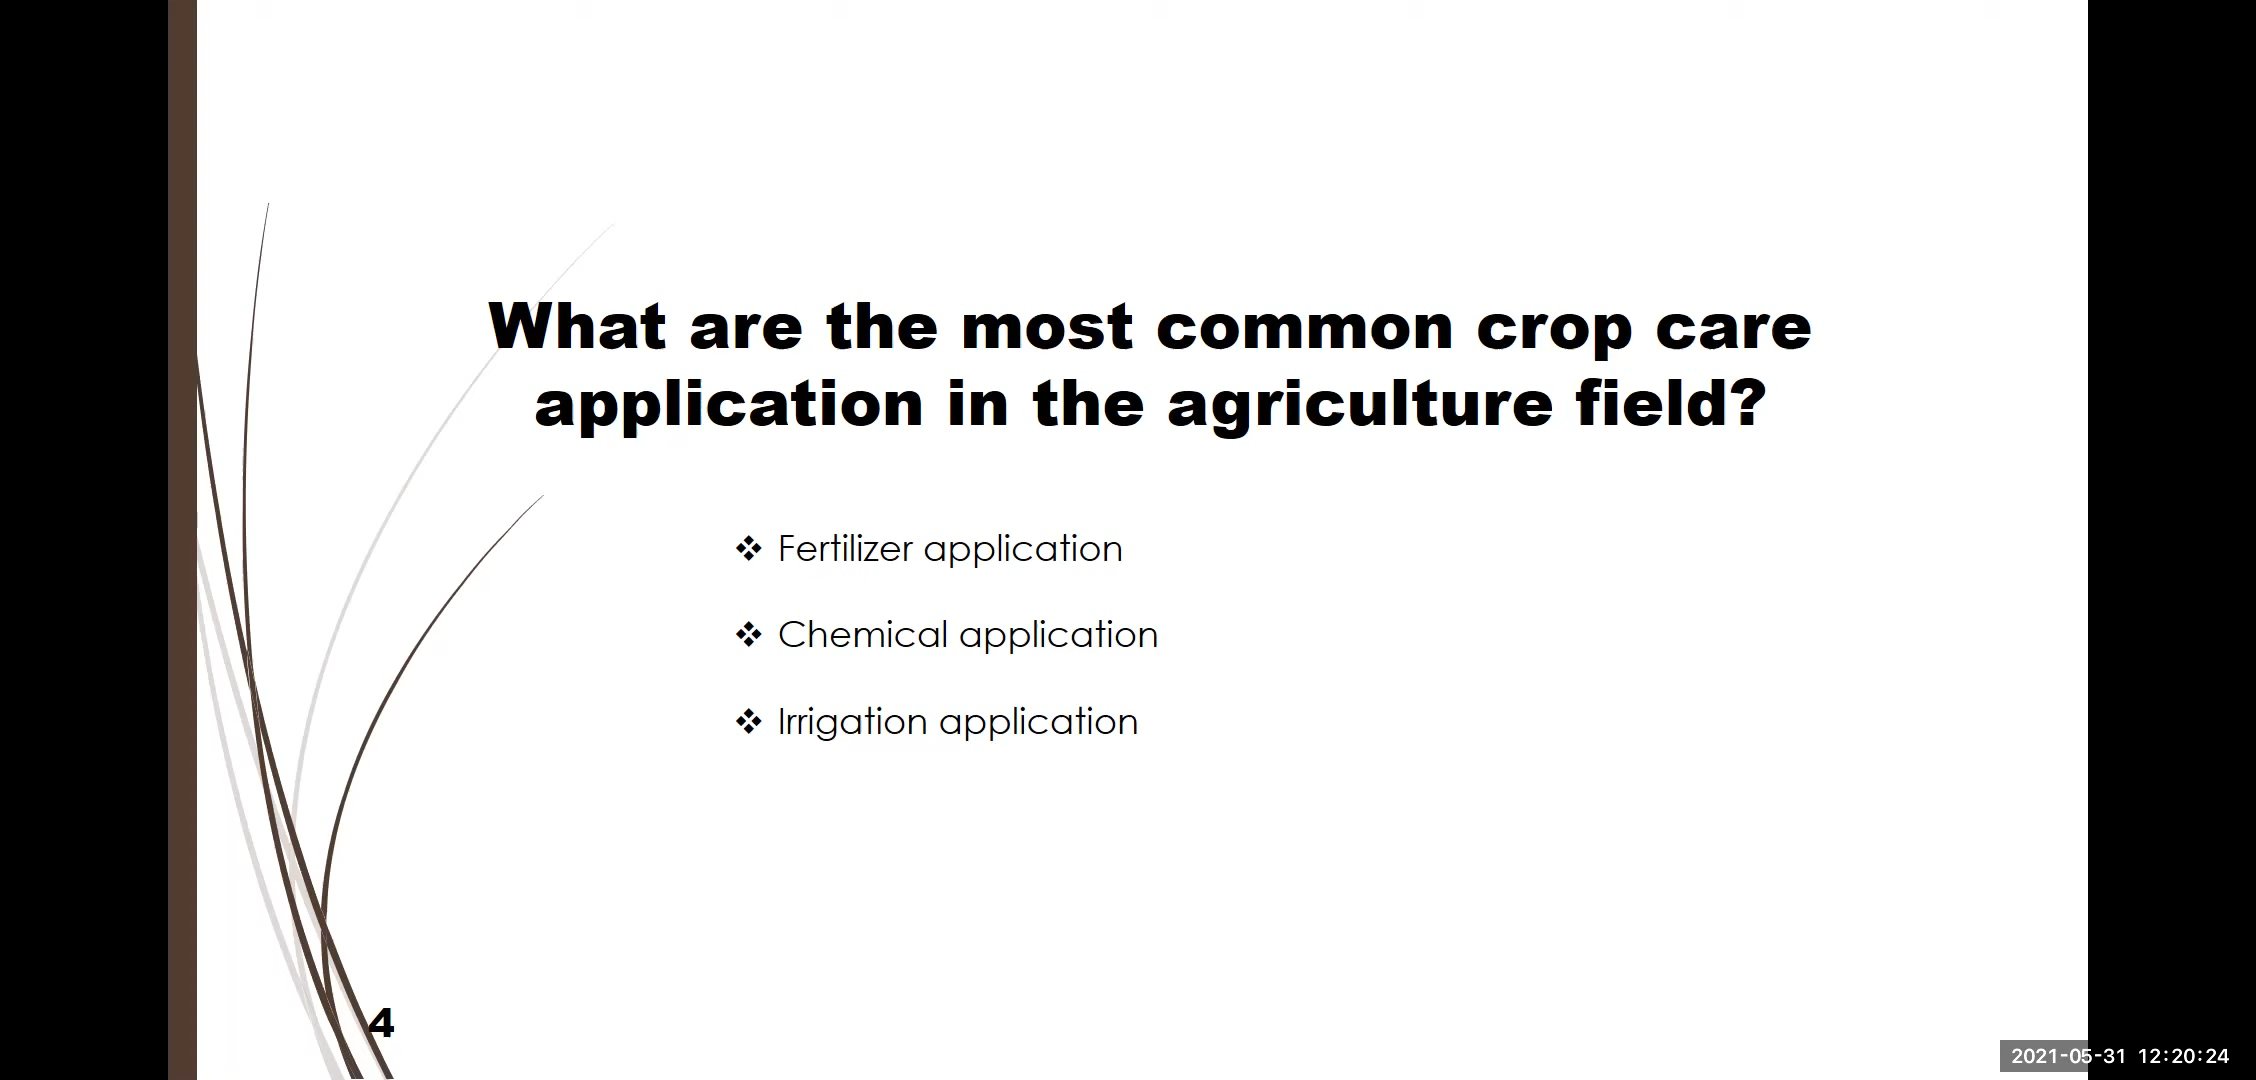 What are the most common crop care
application in the agriculture field?
❖ Fertilizer application
❖ Chemical application
❖ Irrigation application
4
2021-05-31 12:20:24